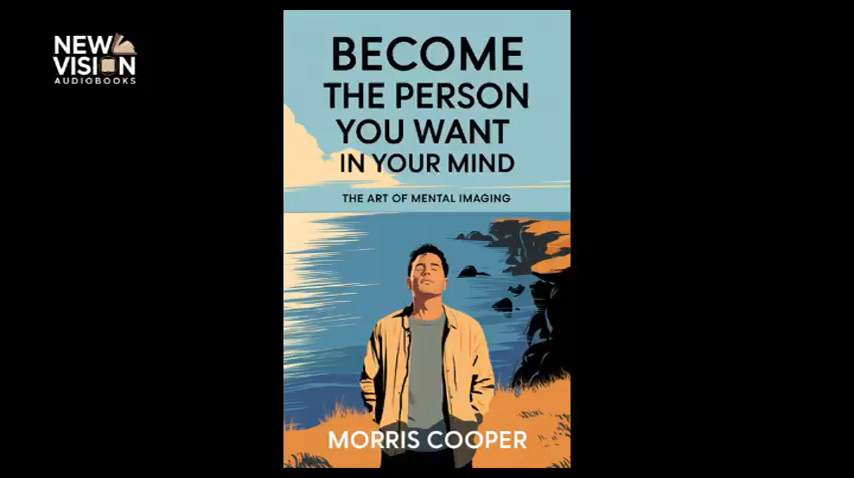 NEW
VISION
AUDIOBOOKS
BECOME
THE PERSON
YOU WANT
IN YOUR MIND
THE ART OF MENTAL IMAGING
MORRIS COOPER